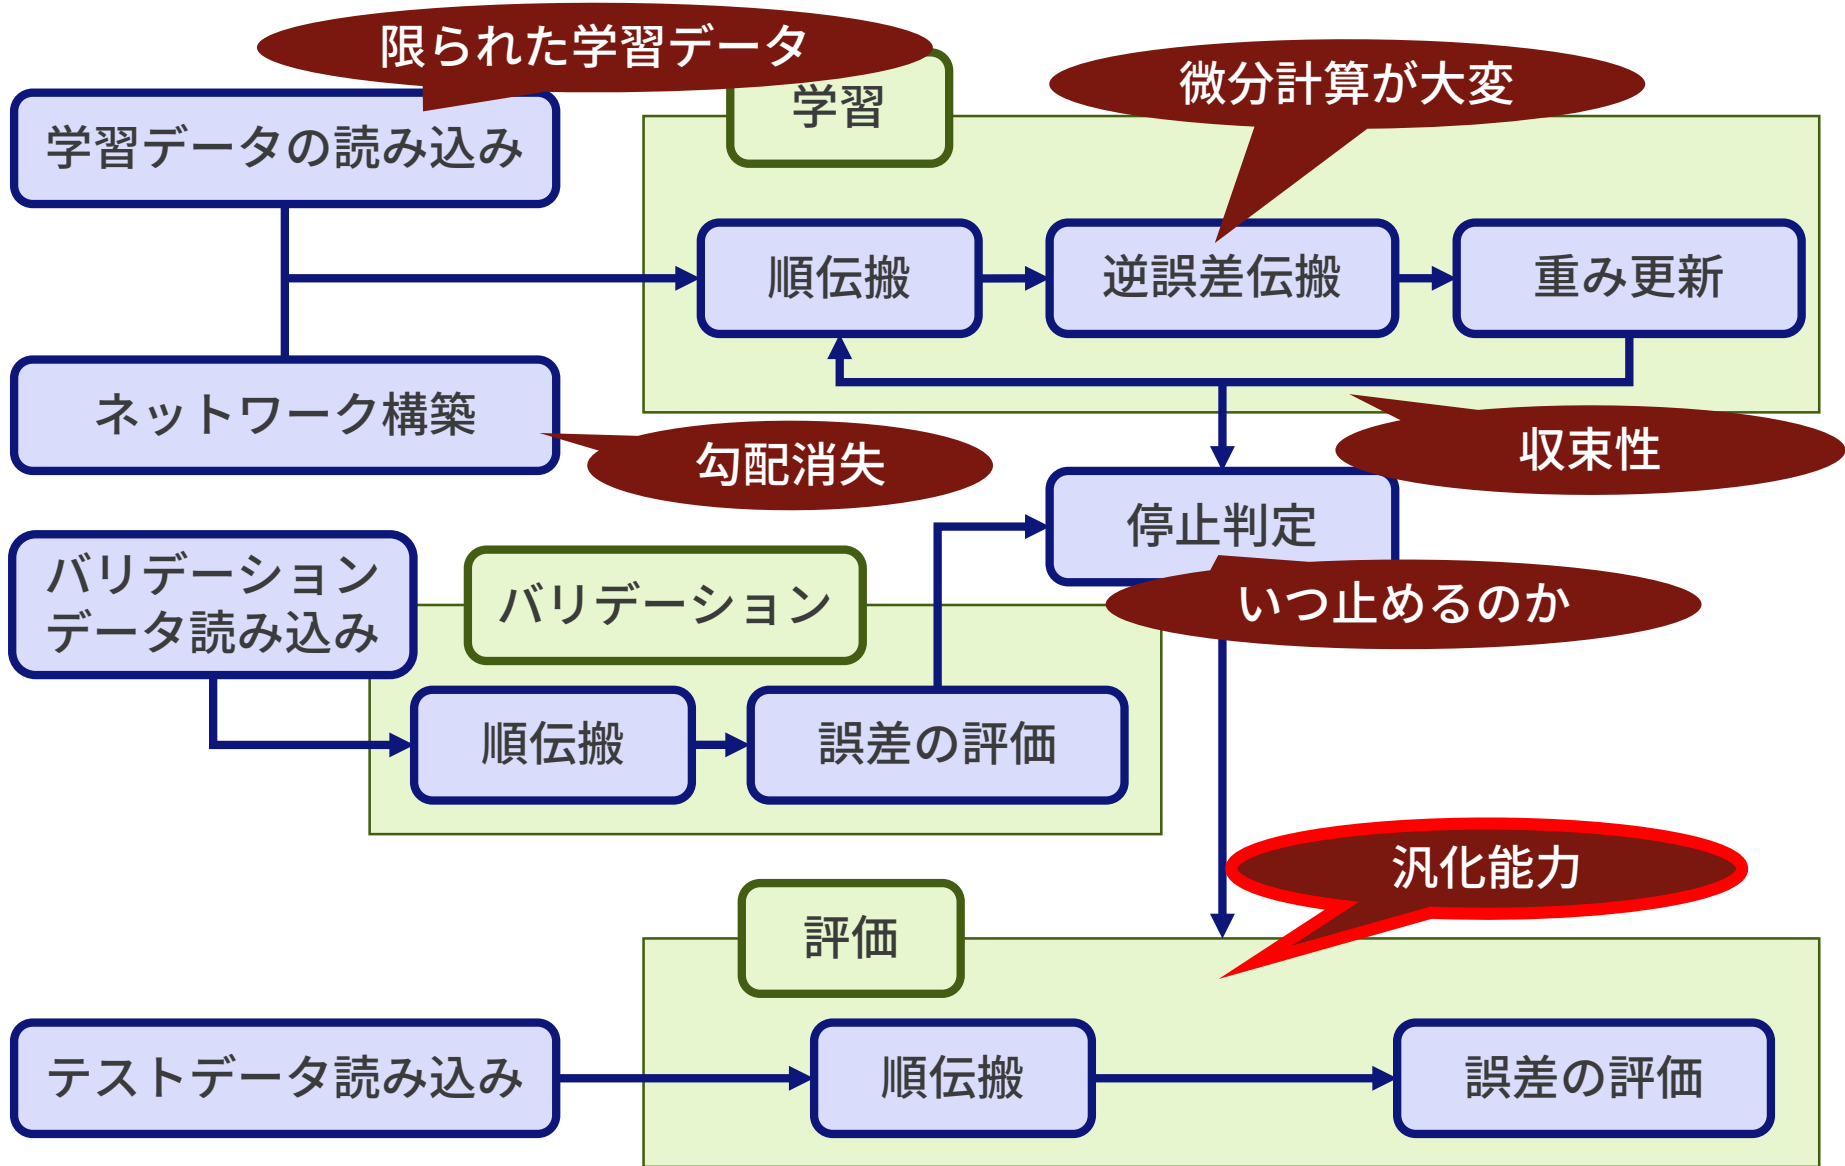 限られた学習データ
微分計算が大変
学習
学習データの読み込み
順伝搬
逆誤差伝搬
重み更新
ネットワーク構築
勾配消失
収束性
停止判定
バリデーション
データ読み込み
バリデーション
いつ止めるのか
順伝搬
誤差の評価
汎化能力
評価
テストデータ読み込み
順伝搬
誤差の評価